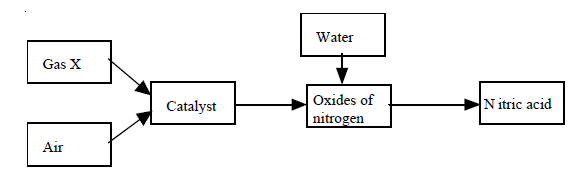 Gas X
Air
Catalyst
Water
Oxides of
nitrogen
N itric acid